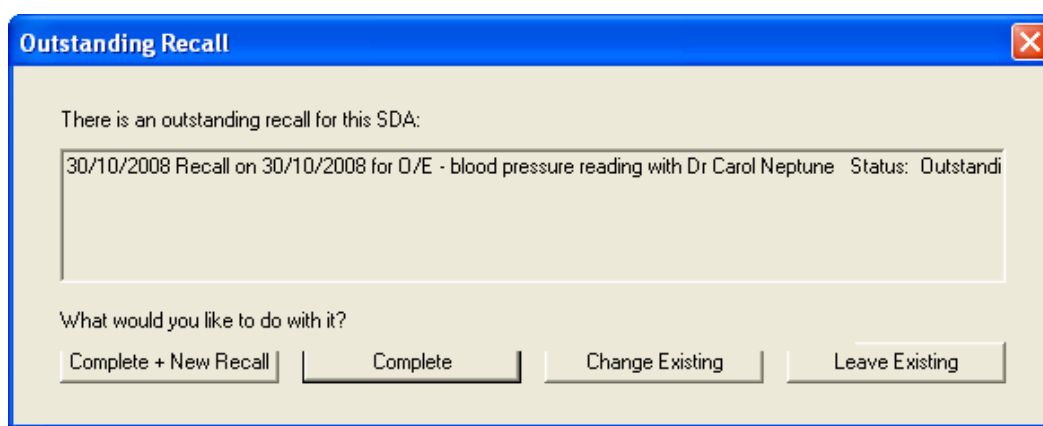 Outstanding Recall
There is an outstanding recall for this SDA:
30/10/2008 Recall on 30/10/2008 for O/E - blood pressure reading with Dr Carol Neptune Status: Outstandi
What would you like to do with it?
Complete + New Recall Complete Change Existing Leave Existing